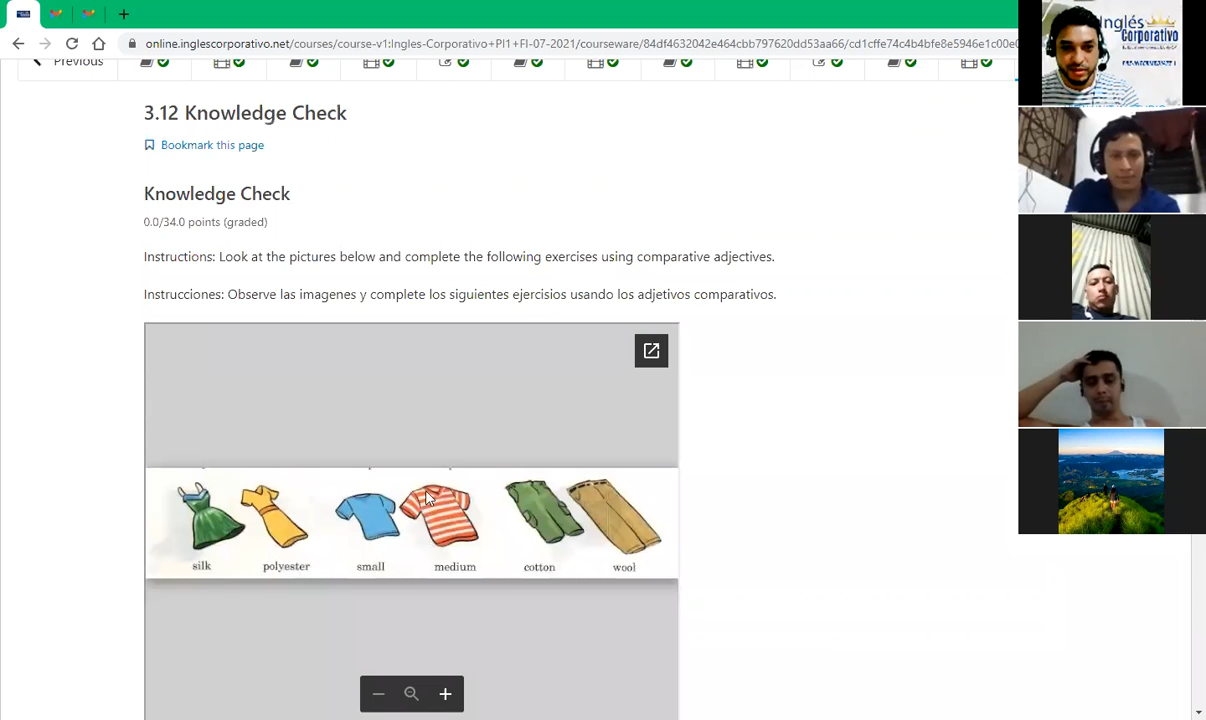 online.inglescorporativo.net/courses/course-v1:Ingles-Corporativo+PI1+FI-07-2021/courseware/84df4632042e464cbb797620dd53aa66/cd1cffe74c4b4bfe8e5946e1c00e0
Inglés
Corporativo
Previous
3.12 Knowledge Check
Bookmark this page
Knowledge Check
0.0/34.0 points (graded)
Instructions: Look at the pictures below and complete the following exercises using comparative adjectives.
Instrucciones: Observe las imagenes y complete los siguientes ejercisios usando los adjetivos comparativos.
silk polyester small medium cotton wool